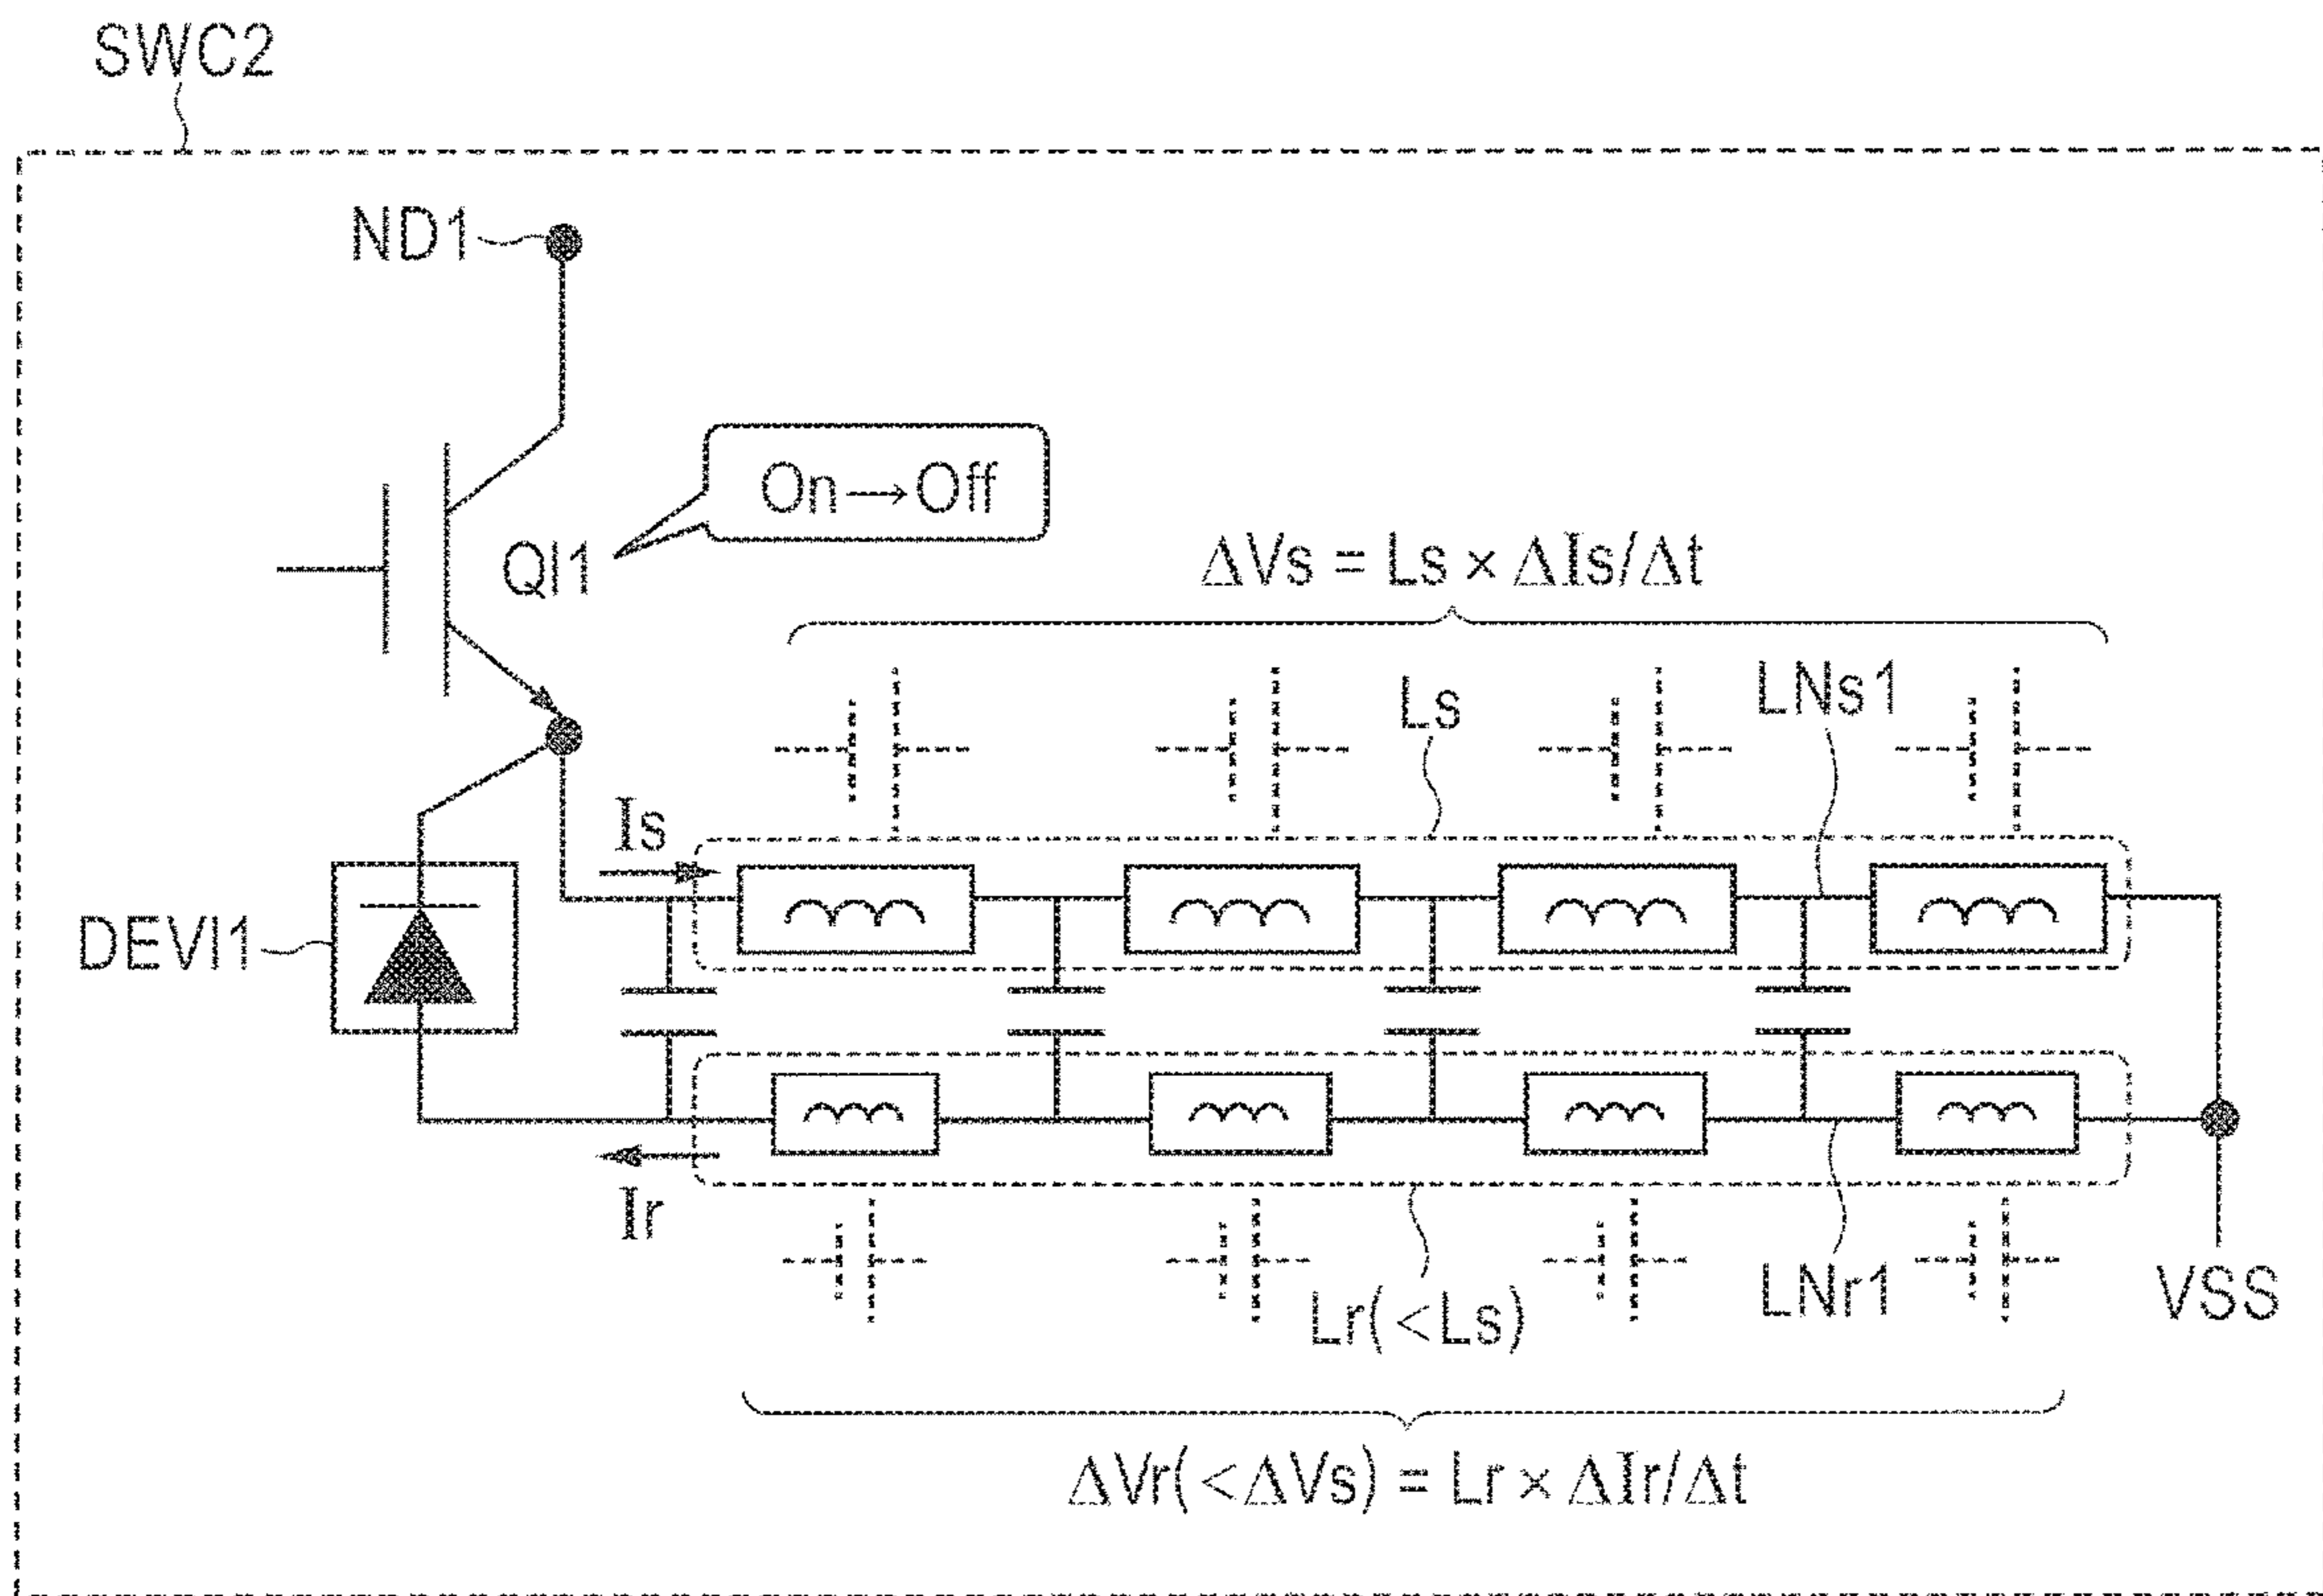 SWC2
ND1
On→Off
QI1
ΔVs = Ls × ΔIs/Δt
Ls
LNs1
Is
DEVI1
Ir
Lr(<Ls)
LNr1
VSS
ΔVr(<ΔVs) = Lr × ΔIr/Δt